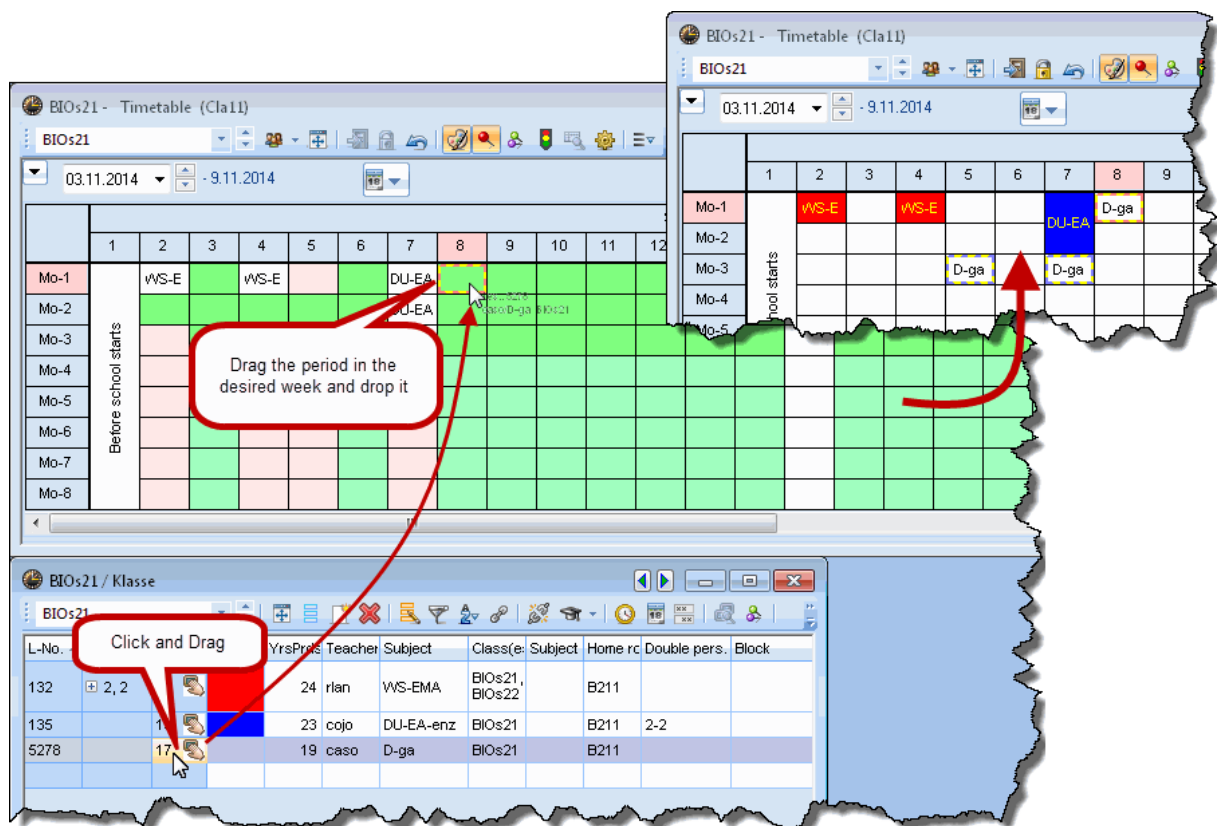 BIOs21 - Timetable (Cla11)
BIOs21
03.11.2014 - 9.11.2014
1 2 3 4 5 6 7 8 9
Mo-1 WS-E WS-E DU-EA D-ga
Mo-2
Mo-3 D-ga D-ga
Mo-4
Mo-5
BIOs21 - Timetable (Cla11)
BIOs21
03.11.2014 - 9.11.2014
1 2 3 4 5 6 7 8 9 10 11 12
Mo-1 WS-E WS-E DU-EA
Mo-2 DU-EA
caso D-ga BIOs21
Mo-3
Mo-4
Mo-5
Mo-6
Mo-7
Mo-8
Before school starts
Drag the period in the
desired week and drop it
BIOs21 / Klasse
BIOs21
Click and Drag
L-No. YrsPrds Teacher Subject Class(e: Subject Home rc Double pers. Block
132 2, 2 24 rlan WS-EMA BIOs21, BIOs22 B211
135 23 cojo DU-EA-enz BIOs21 B211 2-2
5278 17 19 caso D-ga BIOs21 B211